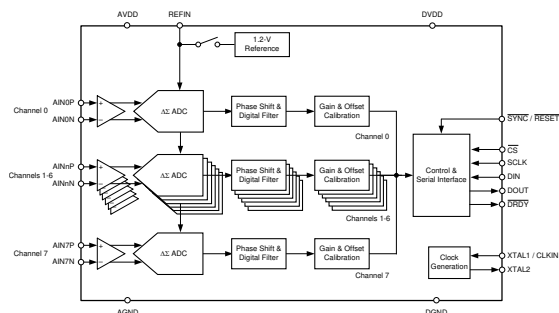 AVDD
REFIN
DVDD
1.2-V
Reference
Channel 0
AIN0P
AIN0N
+
−
ΔΣ ADC
Phase Shift &
Digital Filter
Gain & Offset
Calibration
Channel 0
SYNC / RESET
Channels 1-6
AINnP
AINnN
+
−
ΔΣ ADC
Phase Shift &
Digital Filter
Gain & Offset
Calibration
Channels 1-6
Control &
Serial Interface
CS
SCLK
DIN
DOUT
DRDY
Channel 7
AIN7P
AIN7N
+
−
ΔΣ ADC
Phase Shift &
Digital Filter
Gain & Offset
Calibration
Channel 7
Clock
Generation
XTAL1 / CLKIN
XTAL2
AGND
DGND